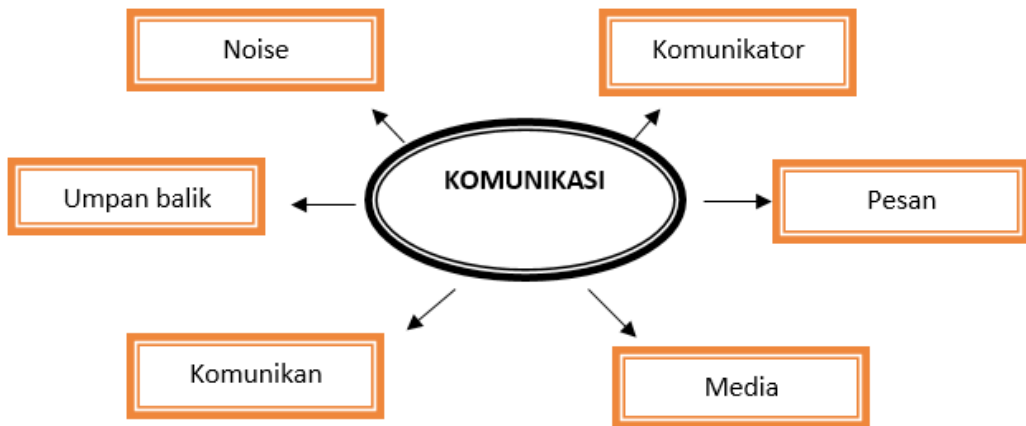 Noise
Komunikator
KOMUNIKASI
Umpan balik
Pesan
Komunikan
Media